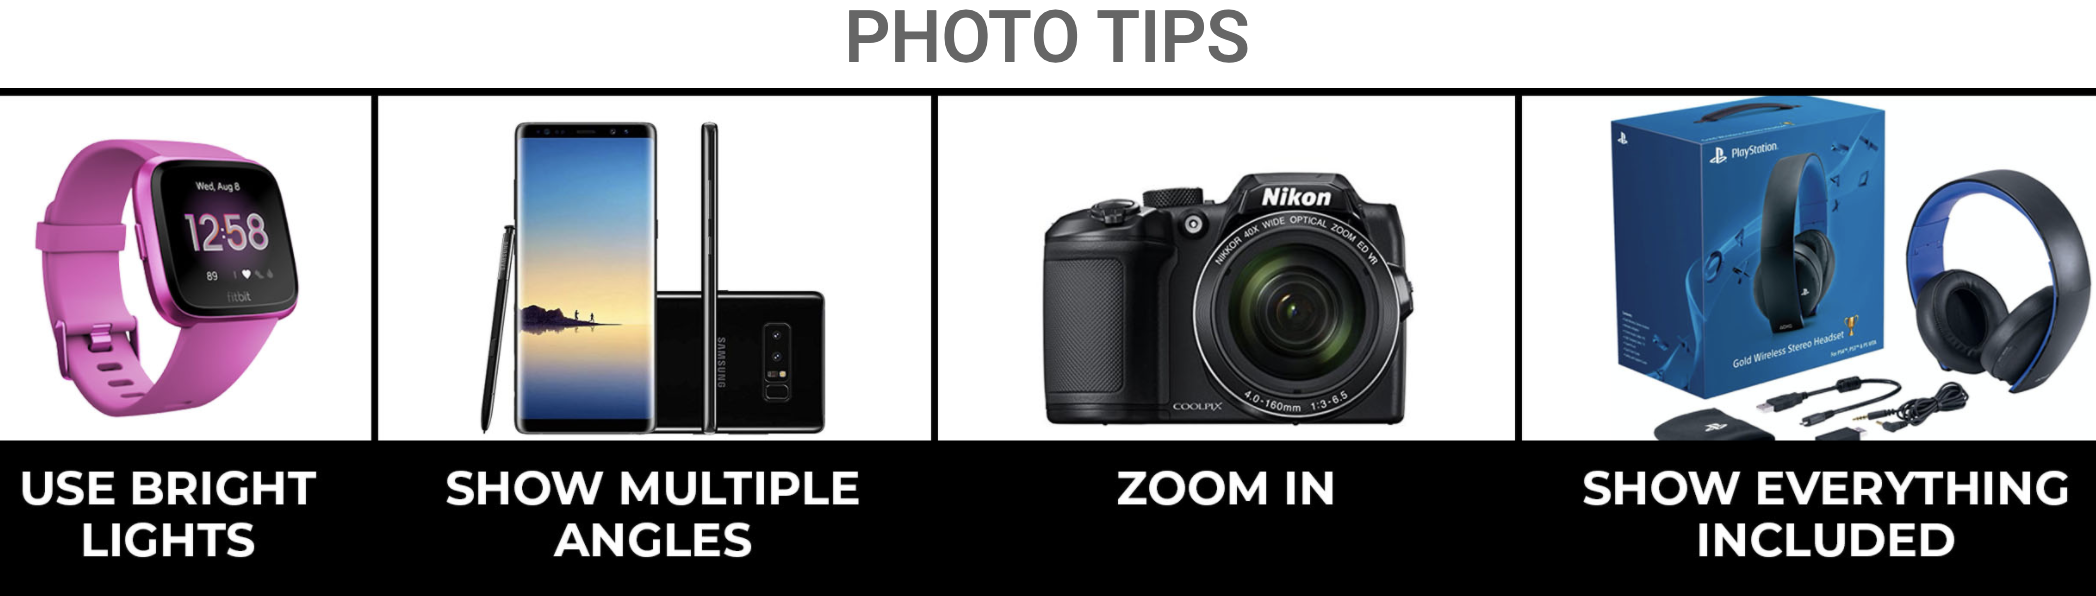 PHOTO TIPS
Wed, Aug 8
12:58
89
fitbit
SAMSUNG
Nikon
NIKKOR 40X WIDE OPTICAL ZOOM ED VR
4.0-160mm 1:3-6.5
COOLPIX
PlayStation
Gold Wireless Stereo Headset
USE BRIGHT
LIGHTS
SHOW MULTIPLE
ANGLES
ZOOM IN
SHOW EVERYTHING
INCLUDED